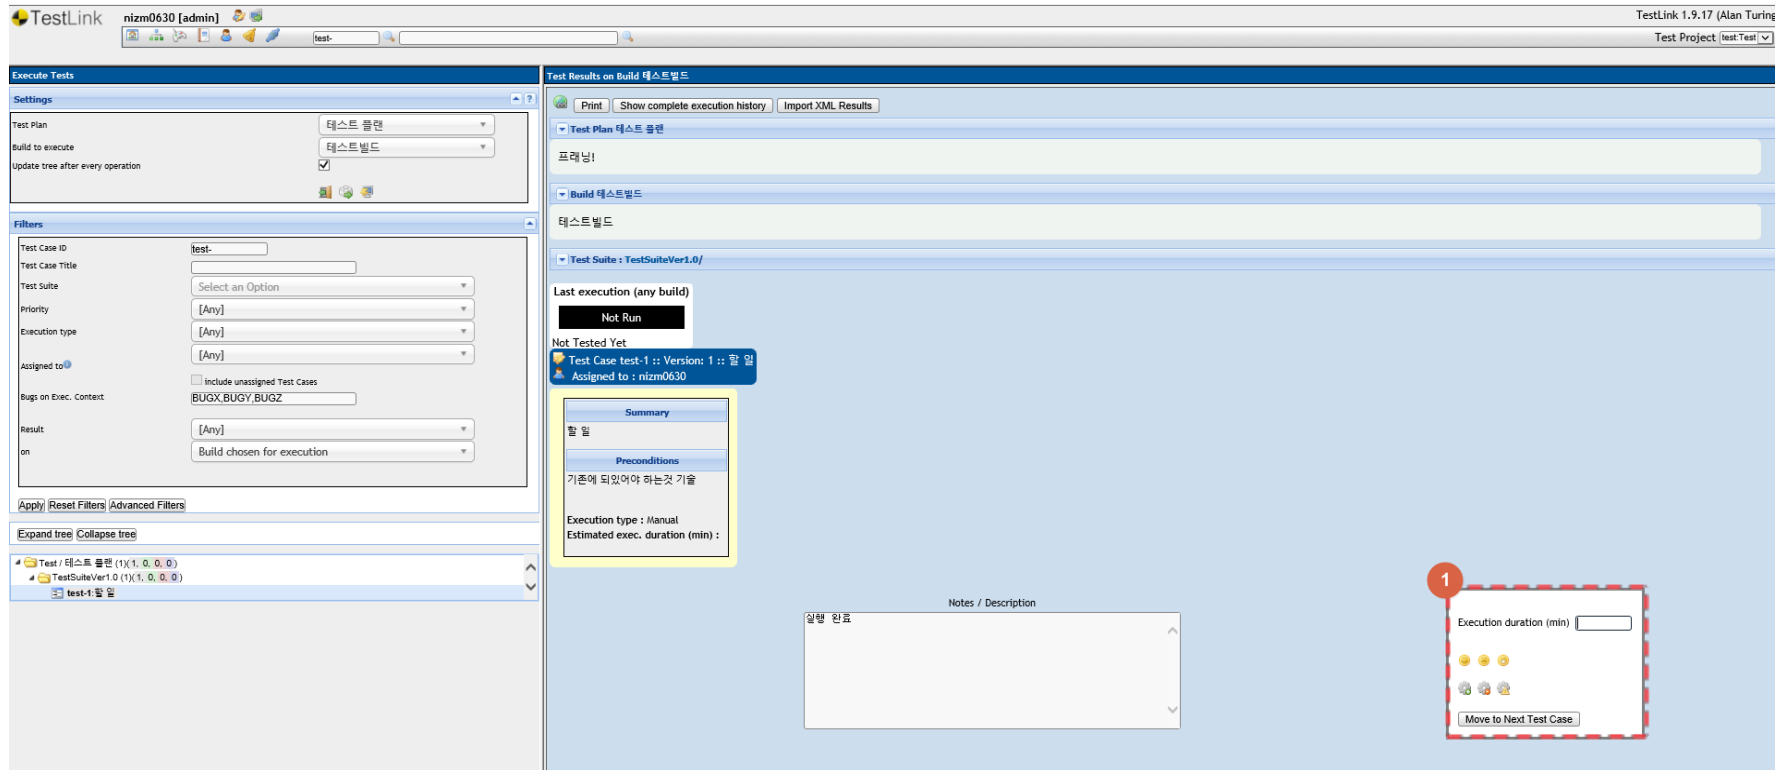 TestLink
nizm0630 [admin]
TestLink 1.9.17 (Alan Turing
test-
Test Project test:Test
Execute Tests
Settings
Test Plan 테스트 플랜
Build to execute 테스트빌드
Update tree after every operation
Filters
Test Case ID test-
Test Case Title
Test Suite Select an Option
Priority [Any]
Execution type [Any]
Assigned to [Any]
include unassigned Test Cases
Bugs on Exec. Context BUGX,BUGY,BUGZ
Result [Any]
on Build chosen for execution
Apply Reset Filters Advanced Filters
Expand tree Collapse tree
Test / 테스트 플랜 (1)(1, 0, 0, 0)
TestSuiteVer1.0 (1)(1, 0, 0, 0)
test-1:할 일
Test Results on Build 테스트빌드
Print Show complete execution history Import XML Results
Test Plan 테스트 플랜
프래닝!
Build 테스트빌드
테스트빌드
Test Suite : TestSuiteVer1.0/
Last execution (any build)
Not Run
Not Tested Yet
Test Case test-1 :: Version: 1 :: 할 일
Assigned to : nizm0630
Summary
할 일
Preconditions
기존에 되있어야 하는것 기술
Execution type : Manual
Estimated exec. duration (min) :
Notes / Description
실행 완료
1
Execution duration (min)
Move to Next Test Case